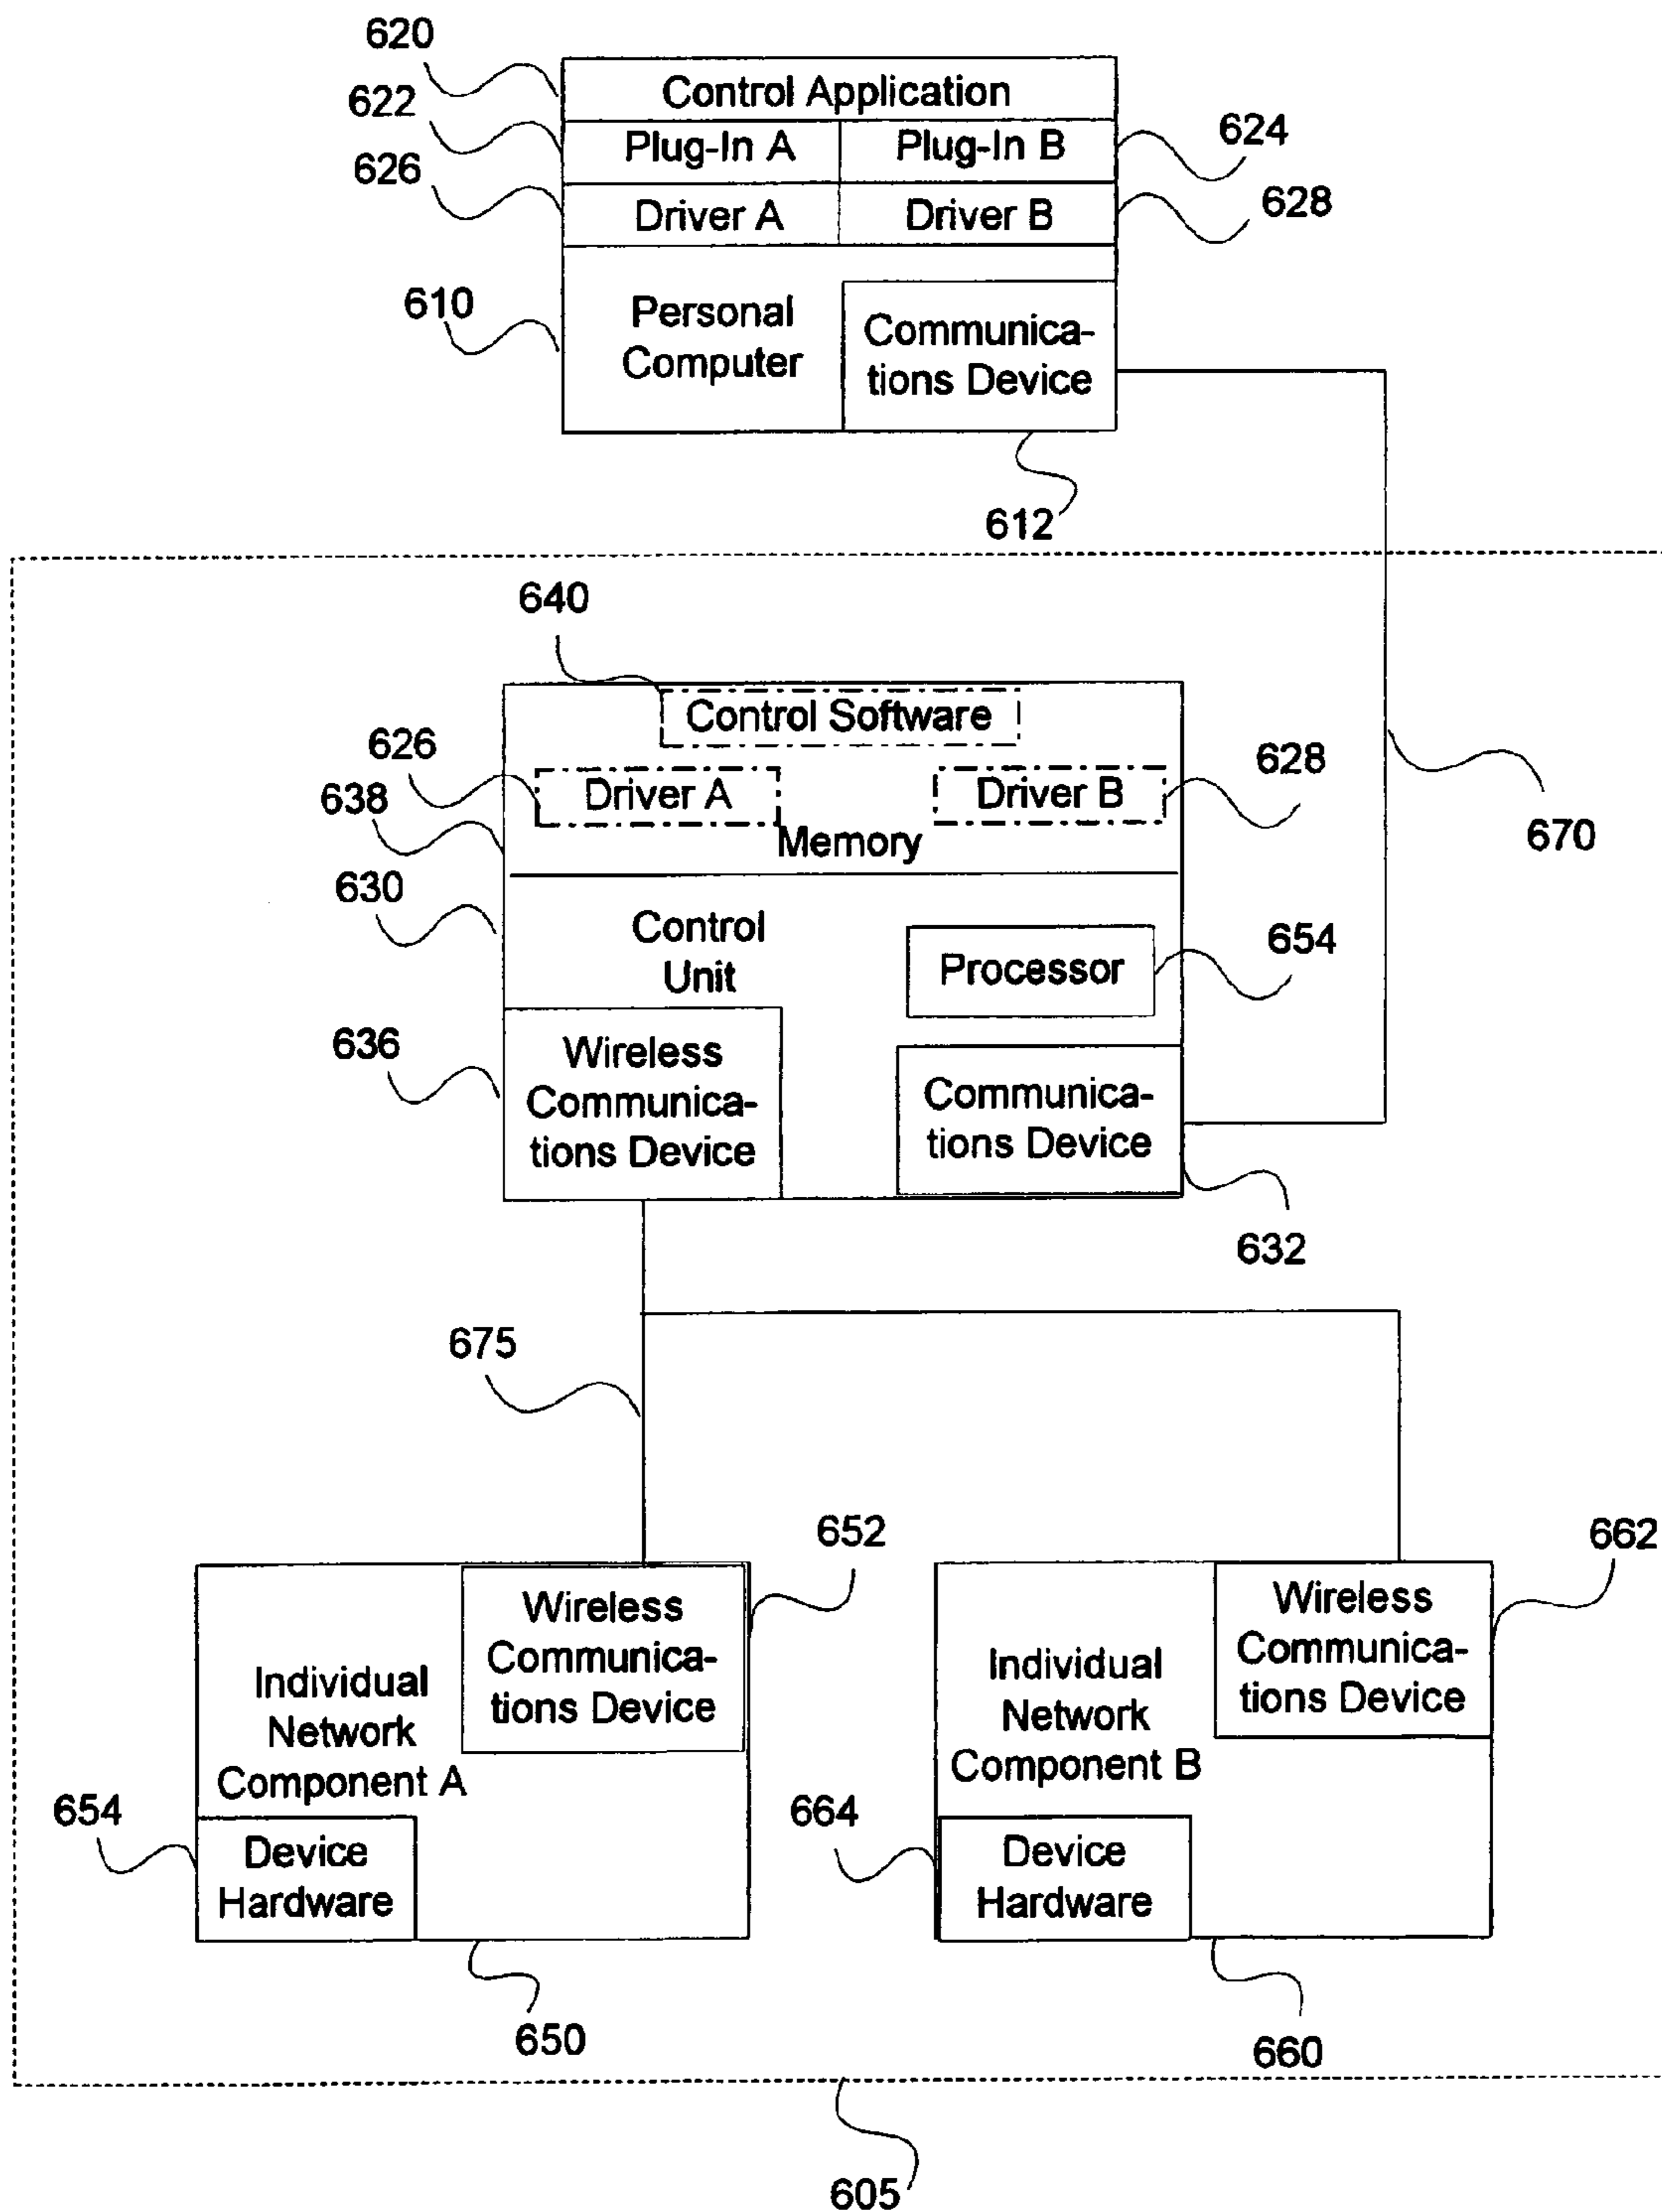 620
Control Application
622
Plug-In A
Plug-In B
624
626
Driver A
Driver B
628
610
Personal
Computer
Communica-
tions Device
612
640
Control Software
626
Driver A
Driver B
628
638
Memory
670
630
Control
Unit
Processor
654
636
Wireless
Communica-
tions Device
Communica-
tions Device
632
675
652
662
Wireless
Communica-
tions Device
Individual
Network
Component A
Wireless
Communica-
tions Device
Individual
Network
Component B
654
Device
Hardware
664
Device
Hardware
650
660
605